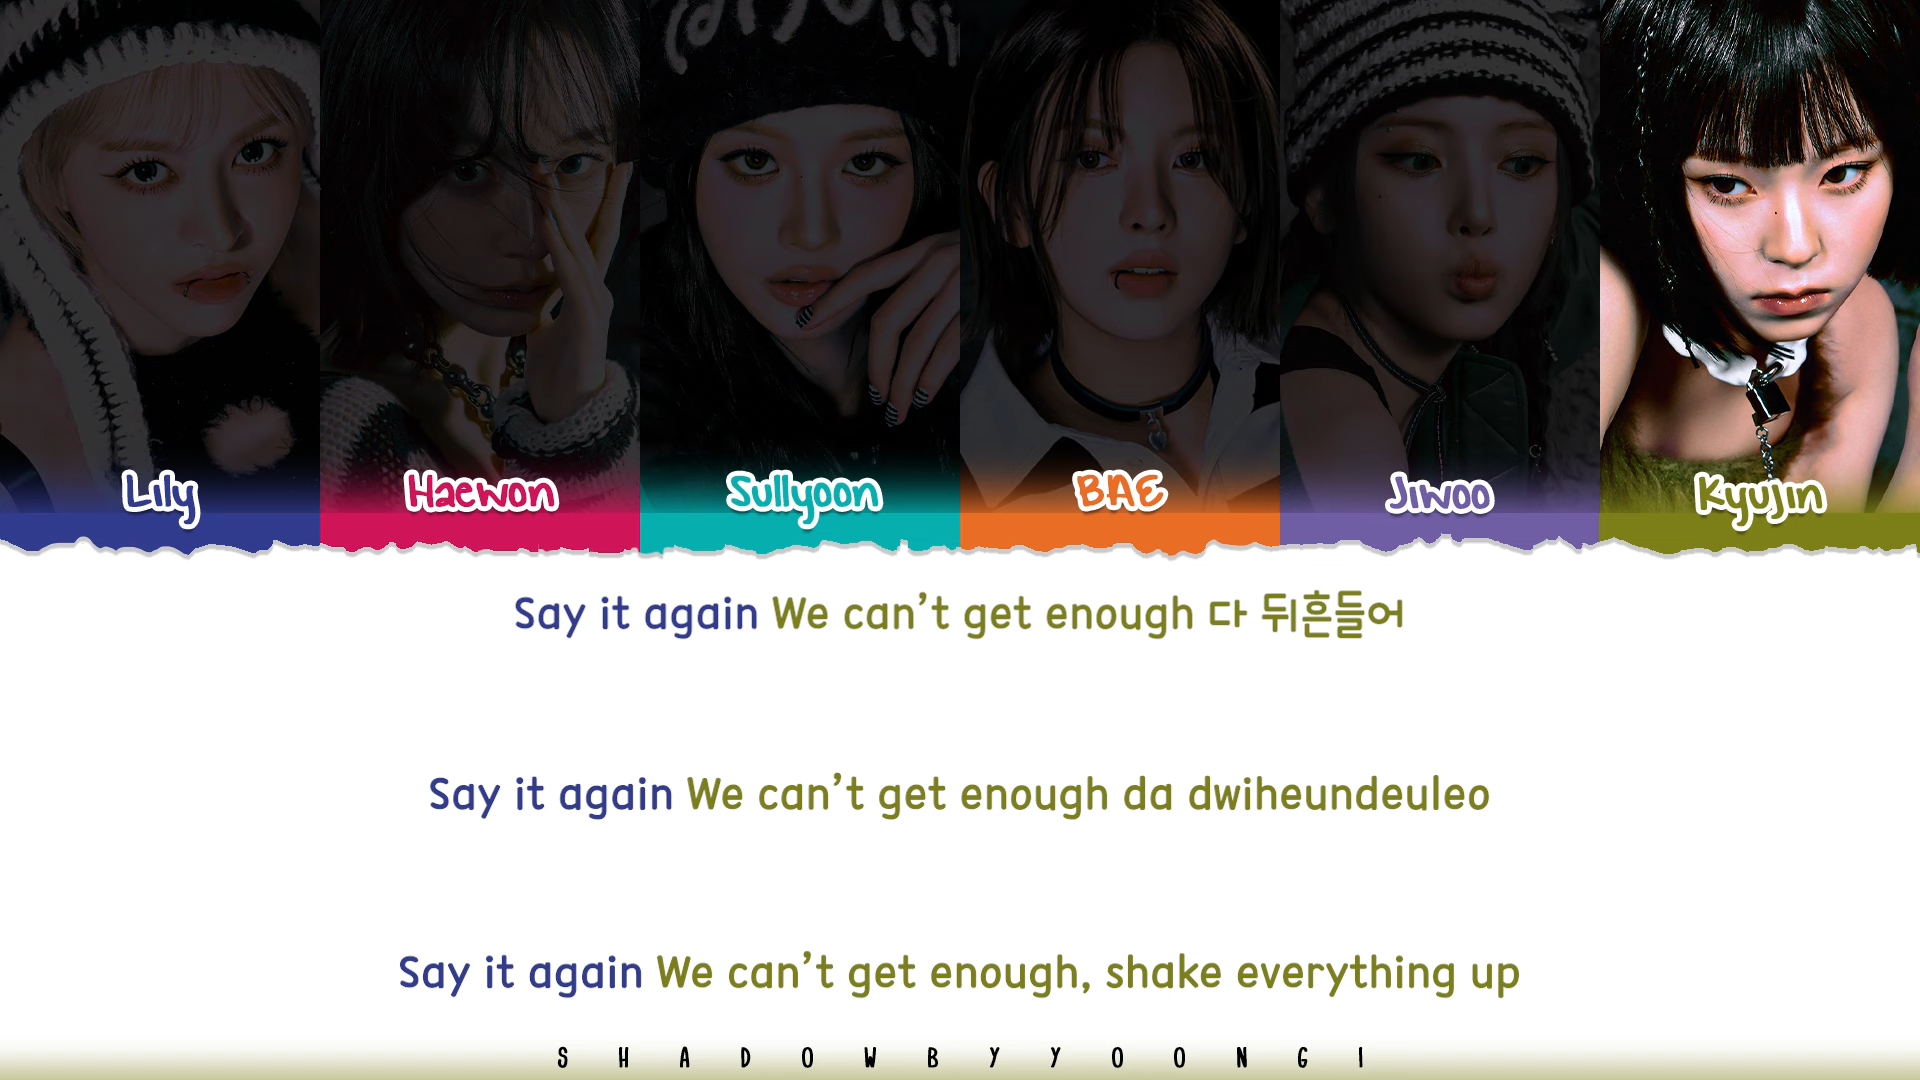 Lily Haewon Sullyoon BAE Jiwoo Kyujin
Say it again We can't get enough 다 뒤흔들어
Say it again We can't get enough da dwiheundeuleo
Say it again We can't get enough, shake everything up
SHADOWBYYOONGI